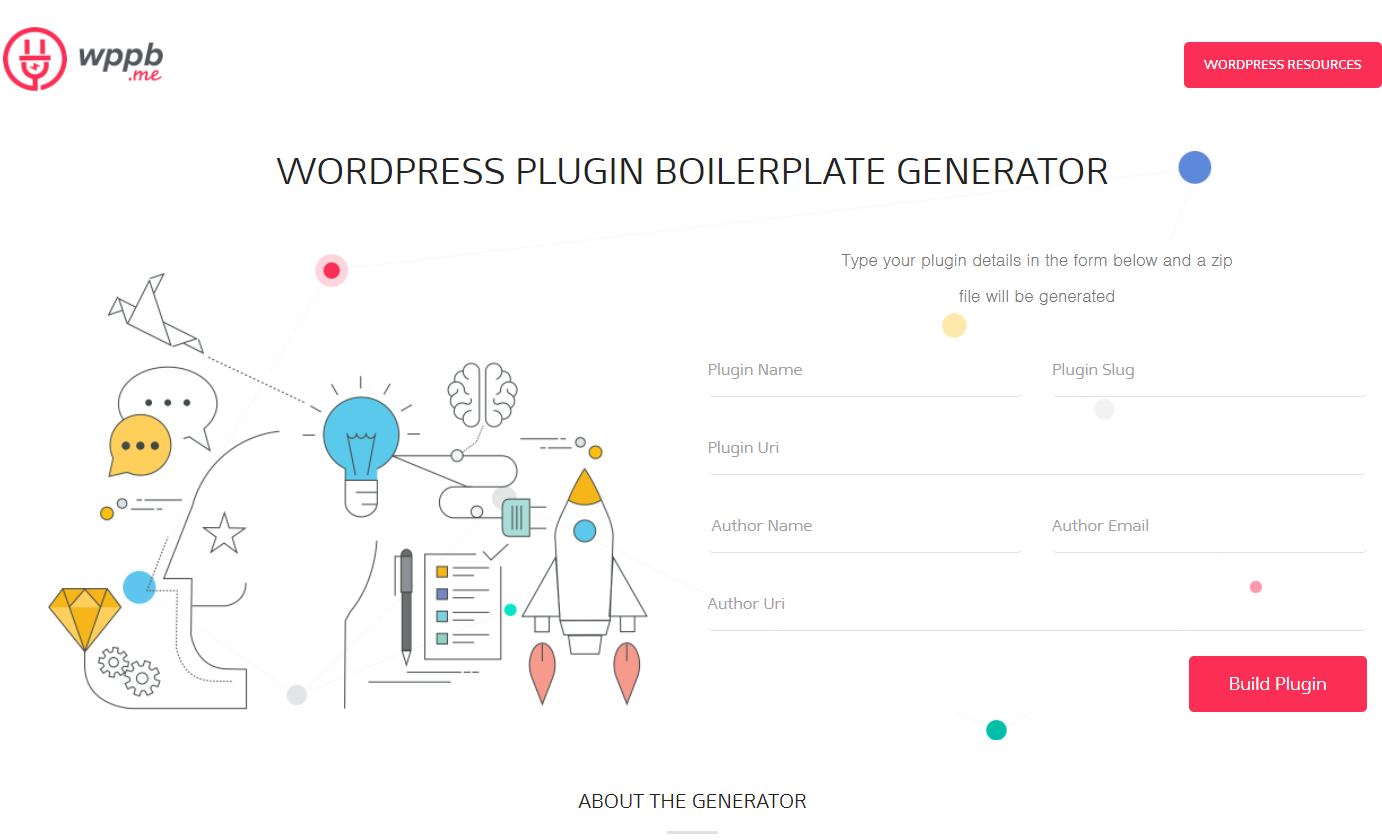 wppb
.me
WORDPRESS RESOURCES
WORDPRESS PLUGIN BOILERPLATE GENERATOR
Type your plugin details in the form below and a zip
file will be generated
Plugin Name
Plugin Slug
Plugin Uri
Author Name
Author Email
Author Uri
Build Plugin
ABOUT THE GENERATOR